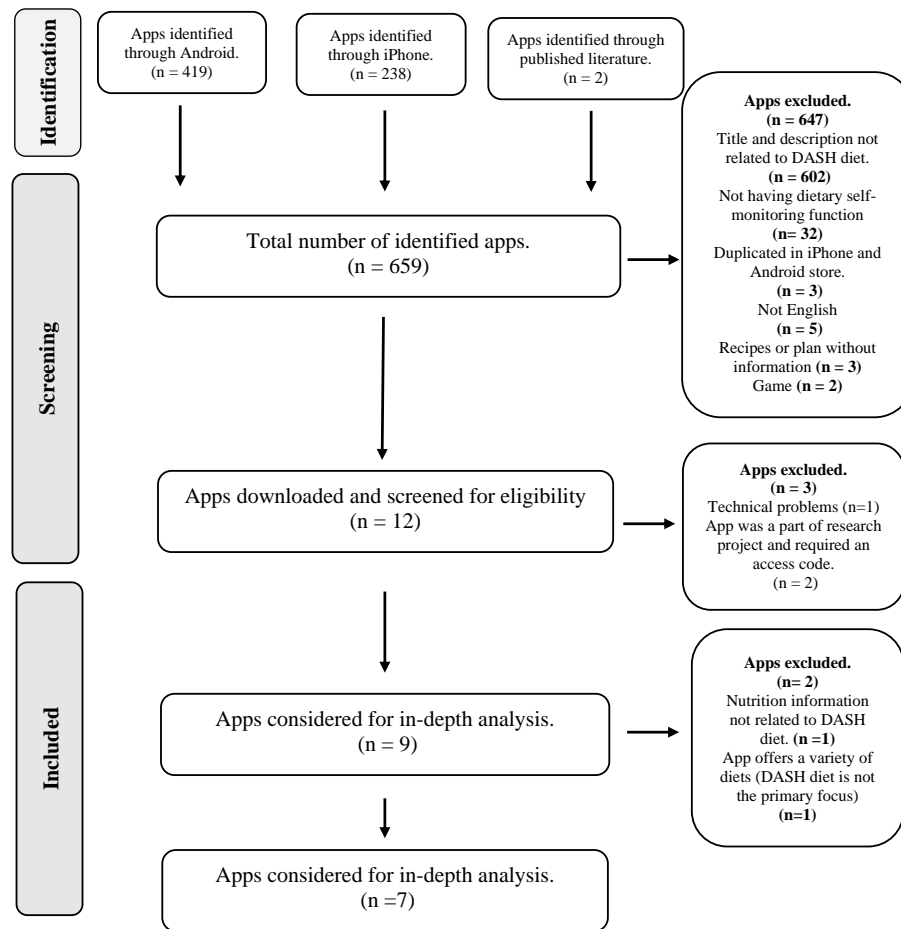 Identification
Apps identified
through Android.
(n = 419)
Apps identified
through iPhone.
(n = 238)
Apps identified through
published literature.
(n = 2)
Apps excluded.
(n = 647)
Title and description not
related to DASH diet.
(n = 602)
Not having dietary self-
monitoring function
(n= 32)
Duplicated in iPhone and
Android store.
(n = 3)
Not English
(n = 5)
Recipes or plan without
information (n = 3)
Game (n = 2)
Screening
Total number of identified apps.
(n = 659)
Apps downloaded and screened for eligibility
(n = 12)
Apps excluded.
(n = 3)
Technical problems (n=1)
App was a part of research
project and required an
access code.
(n = 2)
Included
Apps considered for in-depth analysis.
(n = 9)
Apps excluded.
(n= 2)
Nutrition information
not related to DASH
diet. (n =1)
App offers a variety of
diets (DASH diet is not
the primary focus)
(n=1)
Apps considered for in-depth analysis.
(n =7)